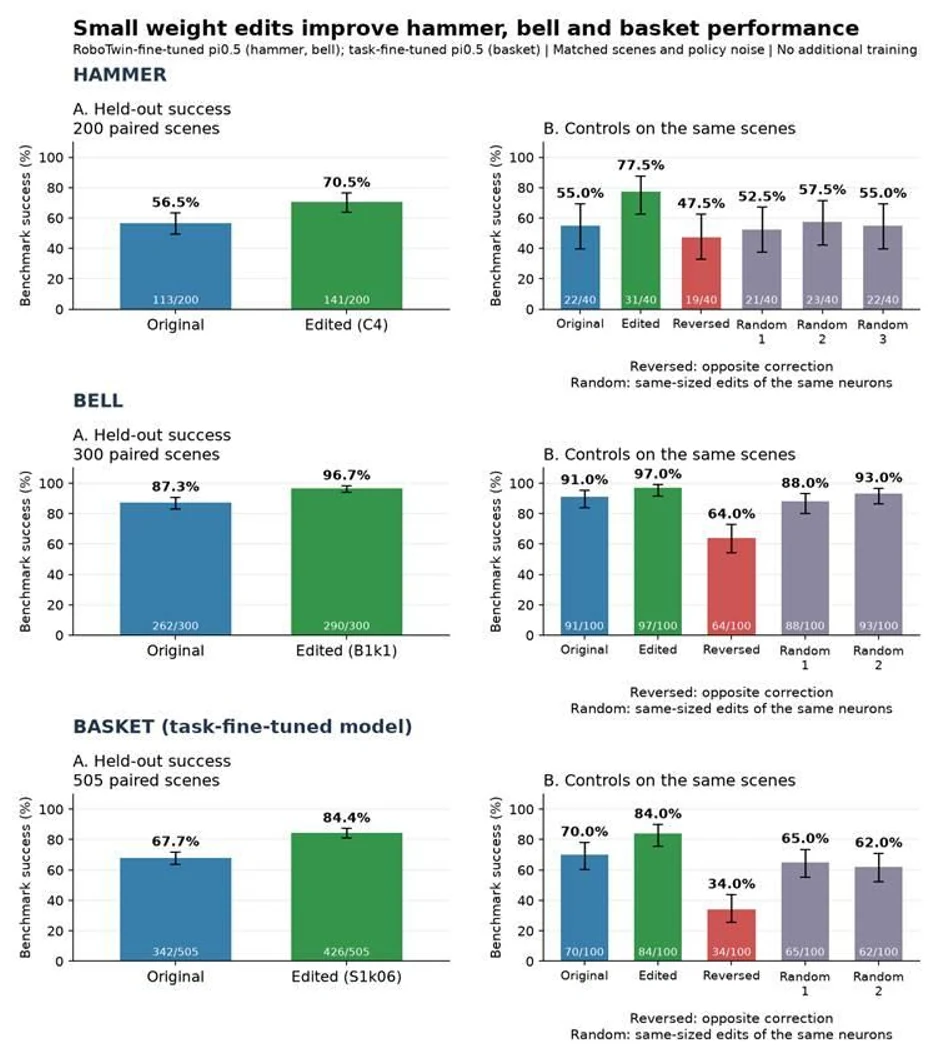 Small weight edits improve hammer, bell and basket performance
RoboTwin-fine-tuned pi0.5 (hammer, bell); task-fine-tuned pi0.5 (basket) | Matched scenes and policy noise | No additional training
HAMMER
A. Held-out success
200 paired scenes
Benchmark success (%)
100
80
60
40
20
0
56.5%
70.5%
113/200
141/200
Original
Edited (C4)
B. Controls on the same scenes
Benchmark success (%)
100
80
60
40
20
0
55.0%
77.5%
47.5%
52.5%
57.5%
55.0%
22/40
31/40
19/40
21/40
23/40
22/40
Original
Edited
Reversed
Random
1
Random
2
Random
3
Reversed: opposite correction
Random: same-sized edits of the same neurons
BELL
A. Held-out success
300 paired scenes
Benchmark success (%)
100
80
60
40
20
0
87.3%
96.7%
262/300
290/300
Original
Edited (B1k1)
B. Controls on the same scenes
Benchmark success (%)
100
80
60
40
20
0
91.0%
97.0%
64.0%
88.0%
93.0%
91/100
97/100
64/100
88/100
93/100
Original
Edited
Reversed
Random
1
Random
2
Reversed: opposite correction
Random: same-sized edits of the same neurons
BASKET (task-fine-tuned model)
A. Held-out success
505 paired scenes
Benchmark success (%)
100
80
60
40
20
0
67.7%
84.4%
342/505
426/505
Original
Edited (S1k06)
B. Controls on the same scenes
Benchmark success (%)
100
80
60
40
20
0
70.0%
84.0%
34.0%
65.0%
62.0%
70/100
84/100
34/100
65/100
62/100
Original
Edited
Reversed
Random
1
Random
2
Reversed: opposite correction
Random: same-sized edits of the same neurons